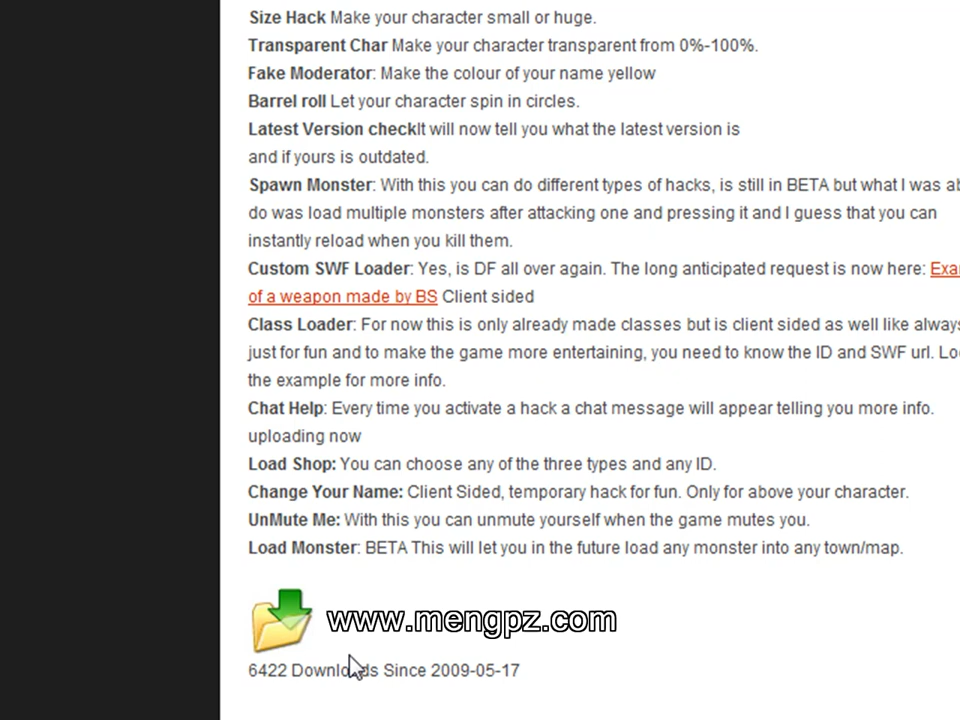 Size Hack Make your character small or huge.
Transparent Char Make your character transparent from 0%-100%.
Fake Moderator: Make the colour of your name yellow
Barrel roll Let your character spin in circles.
Latest Version checkIt will now tell you what the latest version is
and if yours is outdated.
Spawn Monster: With this you can do different types of hacks, is still in BETA but what I was
do was load multiple monsters after attacking one and pressing it and I guess that you can
instantly reload when you kill them.
Custom SWF Loader: Yes, is DF all over again. The long anticipated request is now here:
of a weapon made by BS Client sided
Class Loader: For now this is only already made classes but is client sided as well like always
just for fun and to make the game more entertaining, you need to know the ID and SWF url.
the example for more info.
Chat Help: Every time you activate a hack a chat message will appear telling you more info.
uploading now
Load Shop: You can choose any of the three types and any ID.
Change Your Name: Client Sided, temporary hack for fun. Only for above your character.
UnMute Me: With this you can unmute yourself when the game mutes you.
Load Monster: BETA This will let you in the future load any monster into any town/map.
www.mengpz.com
6422 Downloads Since 2009-05-17